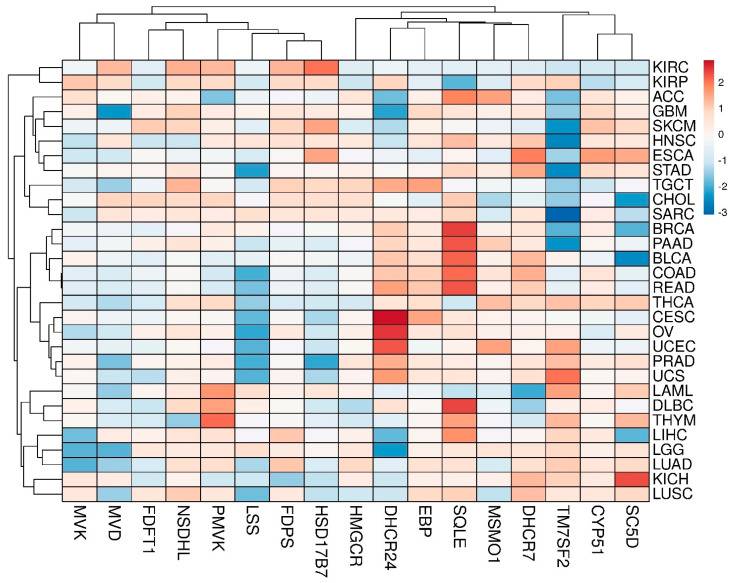 KIRC
KIRP
ACC
GBM
SKCM
HNSC
ESCA
STAD
TGCT
CHOL
SARC
BRCA
PAAD
BLCA
COAD
READ
THCA
CESC
OV
UCEC
PRAD
UCS
LAML
DLBC
THYM
LIHC
LGG
LUAD
KICH
LUSC
2
1
0
-1
-2
-3
MVK
MVD
FDFT1
NSDHL
PMVK
LSS
FDPS
HSD17B7
HMGCR
DHCR24
EBP
SQLE
MSMO1
DHCR7
TM7SF2
CYP51
SC5D